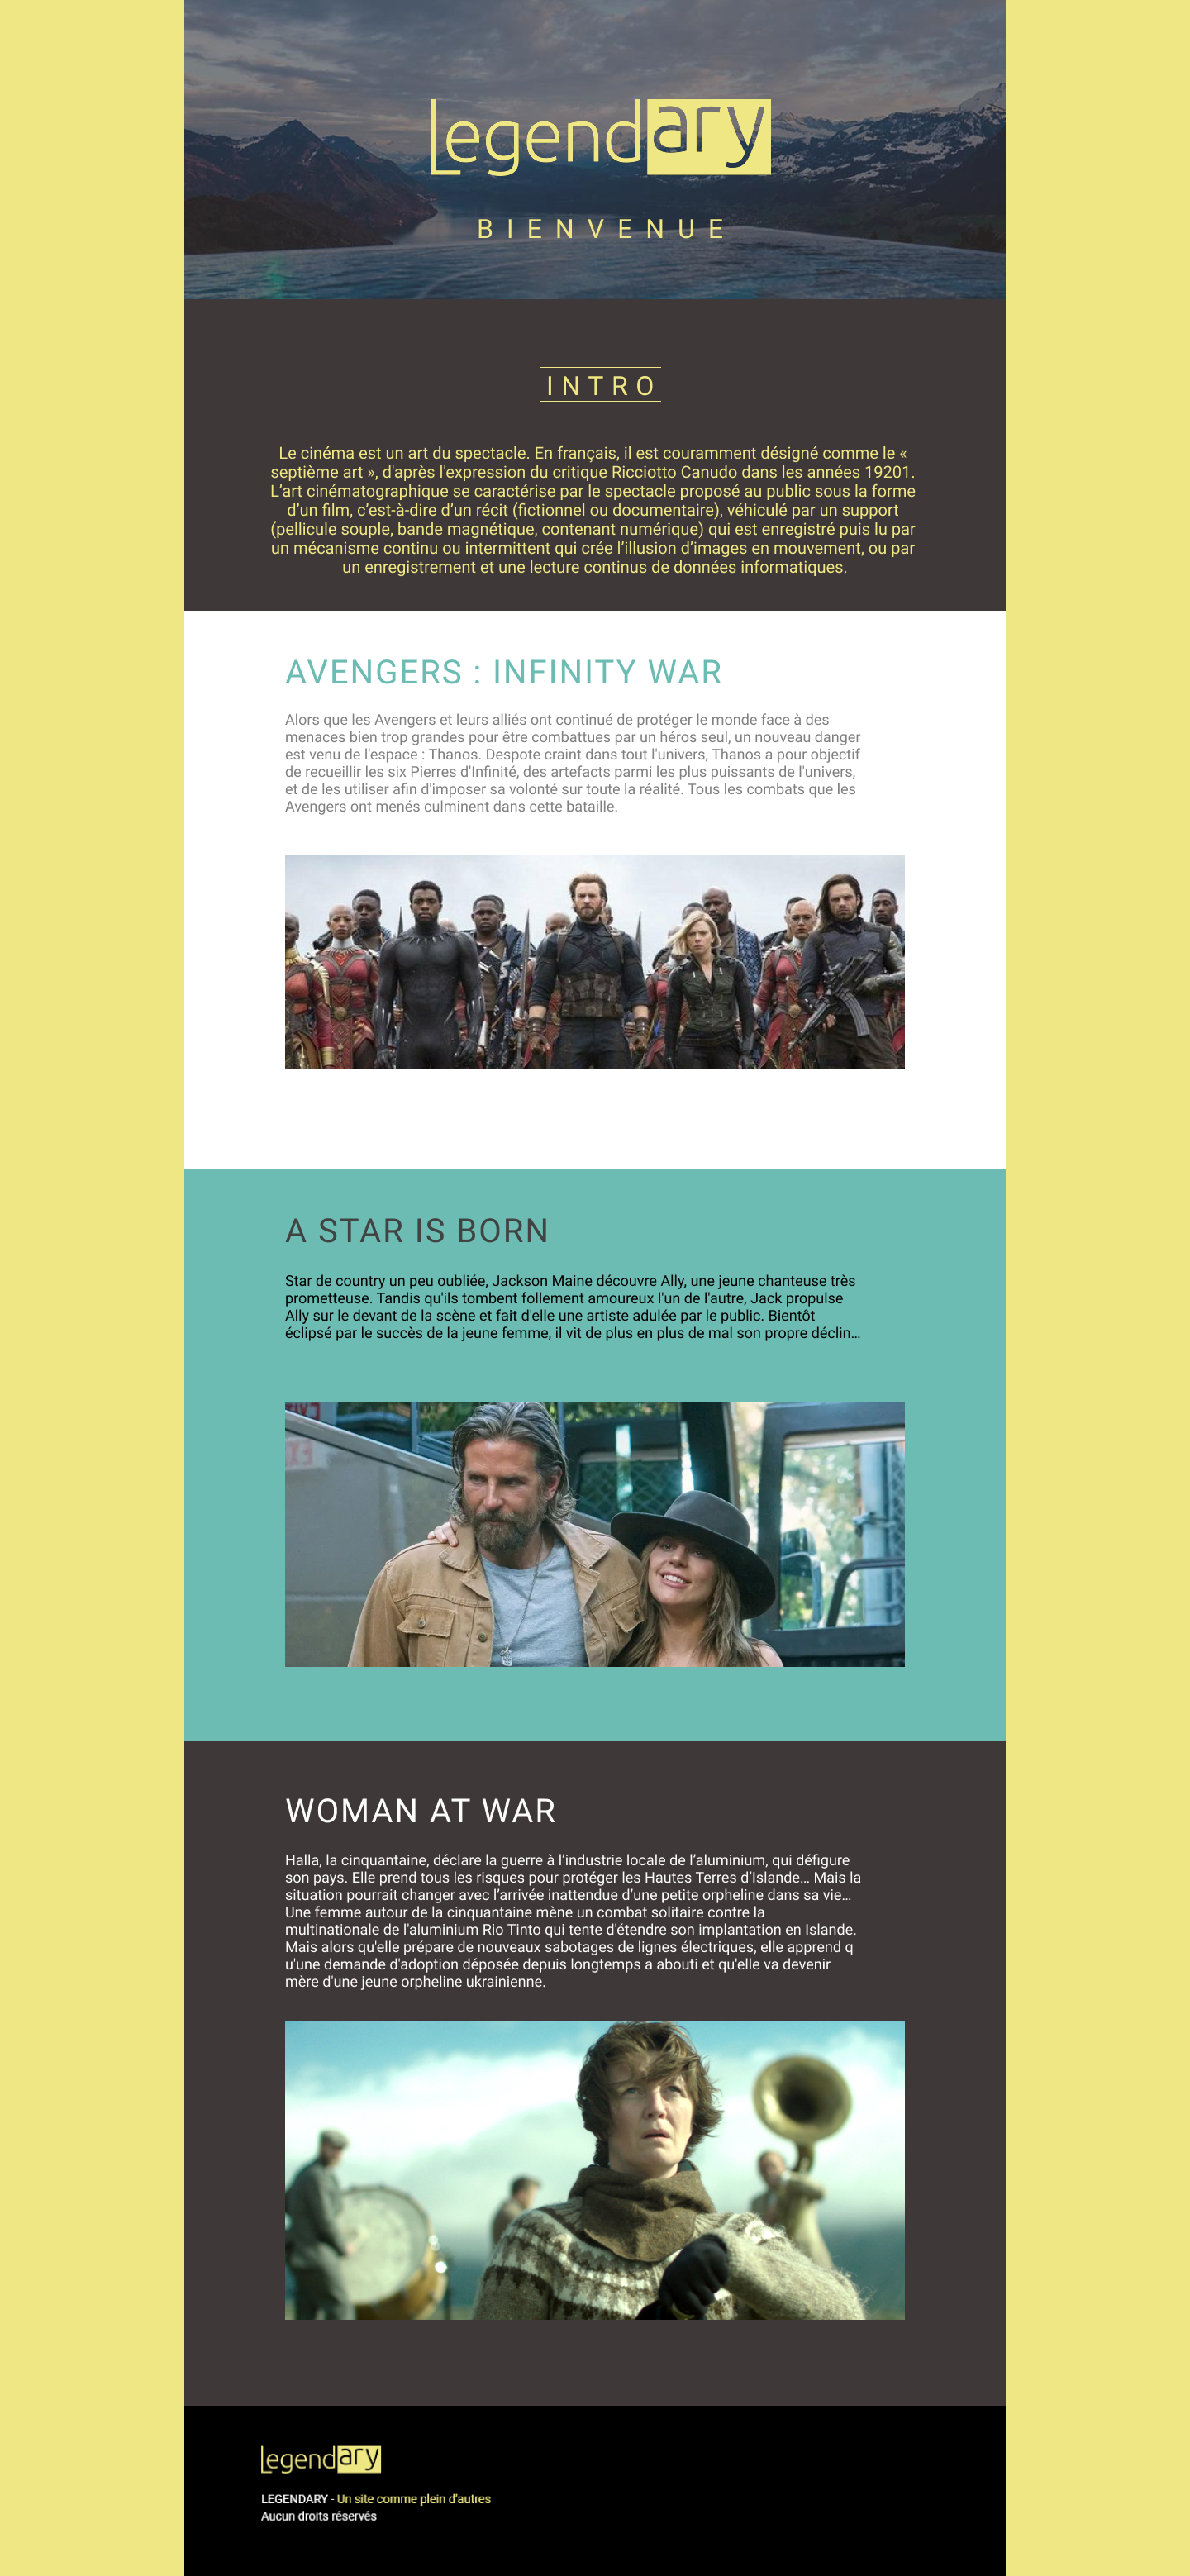 legendary
BIENVENUE
INTRO
Le cinéma est un art du spectacle. En français, il est couramment désigné comme le «
septième art », d'après l'expression du critique Ricciotto Canudo dans les années 19201.
L’art cinématographique se caractérise par le spectacle proposé au public sous la forme
d’un film, c’est-à-dire d’un récit (fictionnel ou documentaire), véhiculé par un support
(pellicule souple, bande magnétique, contenant numérique) qui est enregistré puis lu par
un mécanisme continu ou intermittent qui crée l’illusion d’images en mouvement, ou par
un enregistrement et une lecture continus de données informatiques.
AVENGERS : INFINITY WAR
Alors que les Avengers et leurs alliés ont continué de protéger le monde face à des
menaces bien trop grandes pour être combattues par un héros seul, un nouveau danger
est venu de l'espace : Thanos. Despote craint dans tout l'univers, Thanos a pour objectif
de recueillir les six Pierres d'Infinité, des artefacts parmi les plus puissants de l'univers,
et de les utiliser afin d'imposer sa volonté sur toute la réalité. Tous les combats que les
Avengers ont menés culminent dans cette bataille.
A STAR IS BORN
Star de country un peu oubliée, Jackson Maine découvre Ally, une jeune chanteuse très
prometteuse. Tandis qu'ils tombent follement amoureux l'un de l'autre, Jack propulse
Ally sur le devant de la scène et fait d'elle une artiste adulée par le public. Bientôt
éclipsé par le succès de la jeune femme, il vit de plus en plus de mal son propre déclin…
WOMAN AT WAR
Halla, la cinquantaine, déclare la guerre à l’industrie locale de l’aluminium, qui défigure
son pays. Elle prend tous les risques pour protéger les Hautes Terres d’Islande… Mais la
situation pourrait changer avec l’arrivée inattendue d’une petite orpheline dans sa vie…
Une femme autour de la cinquantaine mène un combat solitaire contre la
multinationale de l'aluminium Rio Tinto qui tente d'étendre son implantation en Islande.
Mais alors qu'elle prépare de nouveaux sabotages de lignes électriques, elle apprend q
u'une demande d'adoption déposée depuis longtemps a abouti et qu'elle va devenir
mère d'une jeune orpheline ukrainienne.
legendary
LEGENDARY - Un site comme plein d’autres
Aucun droits réservés